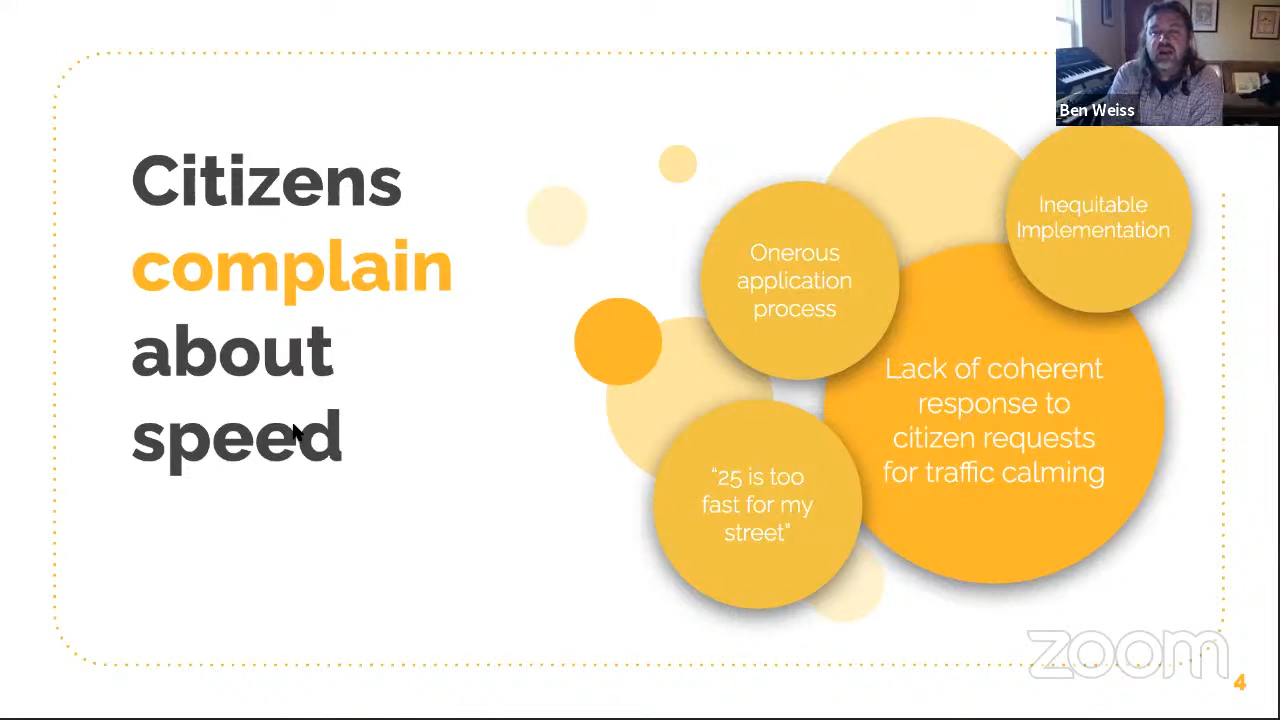 Ben Weiss
Citizens
complain
about
speed
Inequitable
Implementation
Onerous
application
process
Lack of coherent
response to
citizen requests
for traffic calming
“25 is too
fast for my
street”
zoom
4